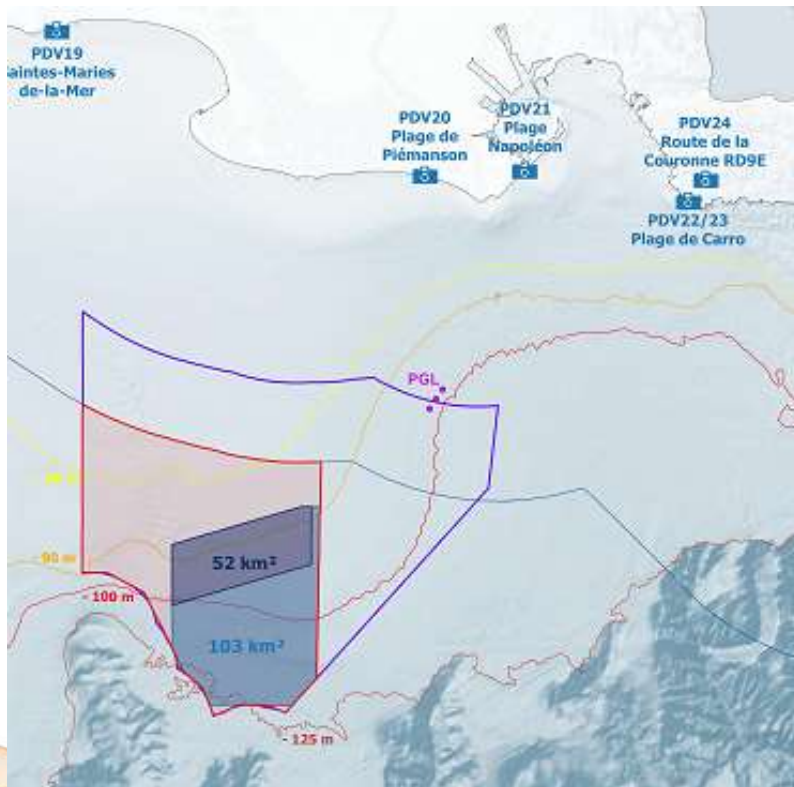 PDV19
Saintes-Maries
de-la-Mer
PDV20
Plage de
Piémanson
PDV21
Plage
Napoléon
PDV24
Route de la
Couronne RD9E
PDV22/23
Plage de Carro
PGL
- 90 m
52 km²
- 100 m
103 km²
- 125 m